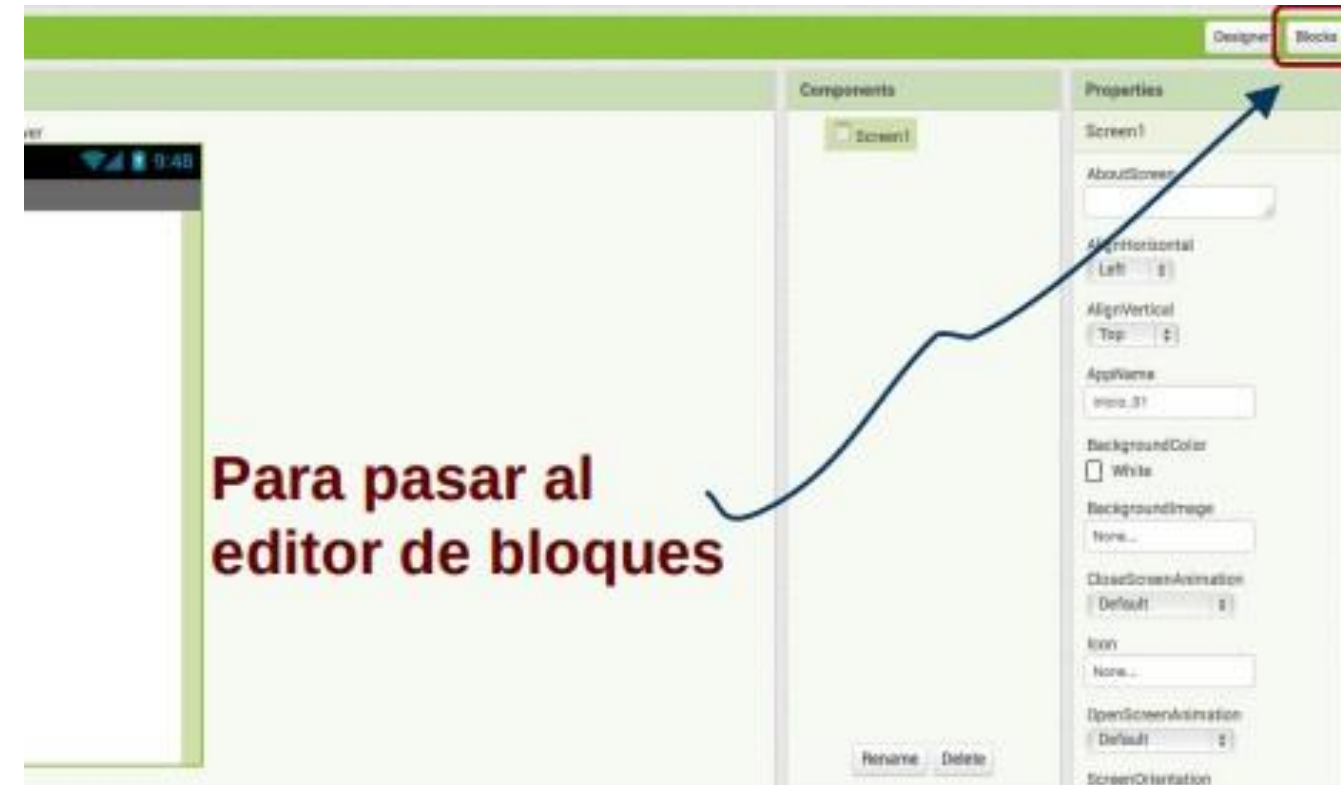 Designer Blocks
Components
Properties
ver
9:48
Screen1
Screen1
AboutScreen
AlignHorizontal
Left
AlignVertical
Top
AppName
BackgroundColor
White
BackgroundImage
None...
CloseScreenAnimation
Default
Icon
None...
OpenScreenAnimation
Default
ScreenOrientation
Rename Delete
Para pasar al
editor de bloques